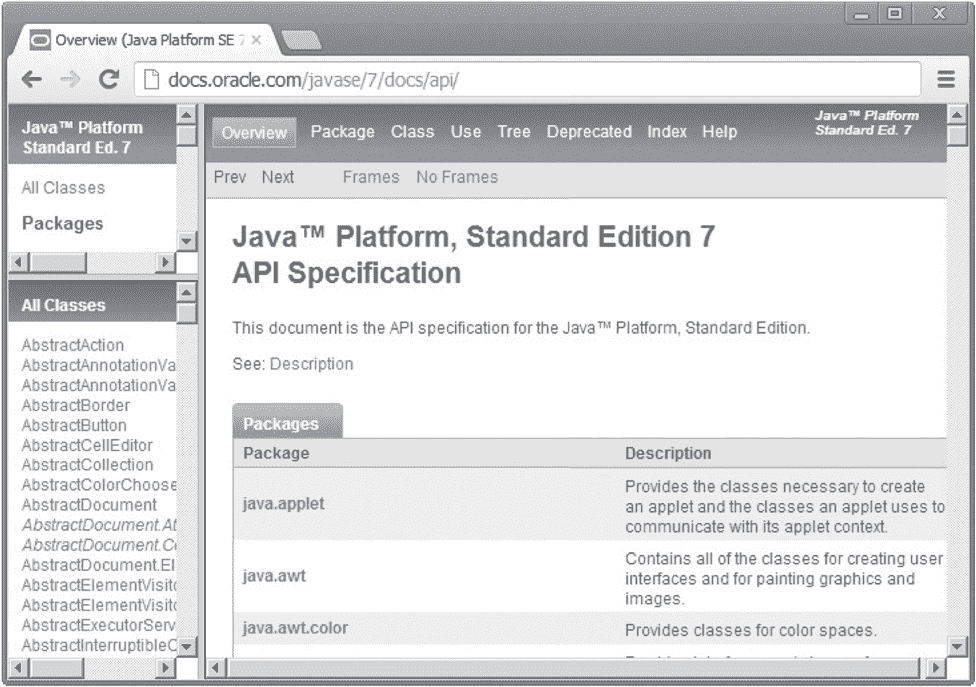 Overview (Java Platform SE 7
docs.oracle.com/javase/7/docs/api/
Java™ Platform
Standard Ed. 7
All Classes
Packages
All Classes
AbstractAction
AbstractAnnotationVa
AbstractAnnotationVa
AbstractBorder
AbstractButton
AbstractCellEditor
AbstractCollection
AbstractColorChoose
AbstractDocument
AbstractDocument.At
AbstractDocument.Co
AbstractDocument.El
AbstractElementVisito
AbstractElementVisito
AbstractExecutorServ
AbstractInterruptibleC
Overview Package Class Use Tree Deprecated Index Help
Java™ Platform
Standard Ed. 7
Prev Next Frames No Frames
Java™ Platform, Standard Edition 7
API Specification
This document is the API specification for the Java™ Platform, Standard Edition.
See: Description
Packages
Package Description
java.applet
Provides the classes necessary to create
an applet and the classes an applet uses to
communicate with its applet context.
java.awt
Contains all of the classes for creating user
interfaces and for painting graphics and
images.
java.awt.color Provides classes for color spaces.